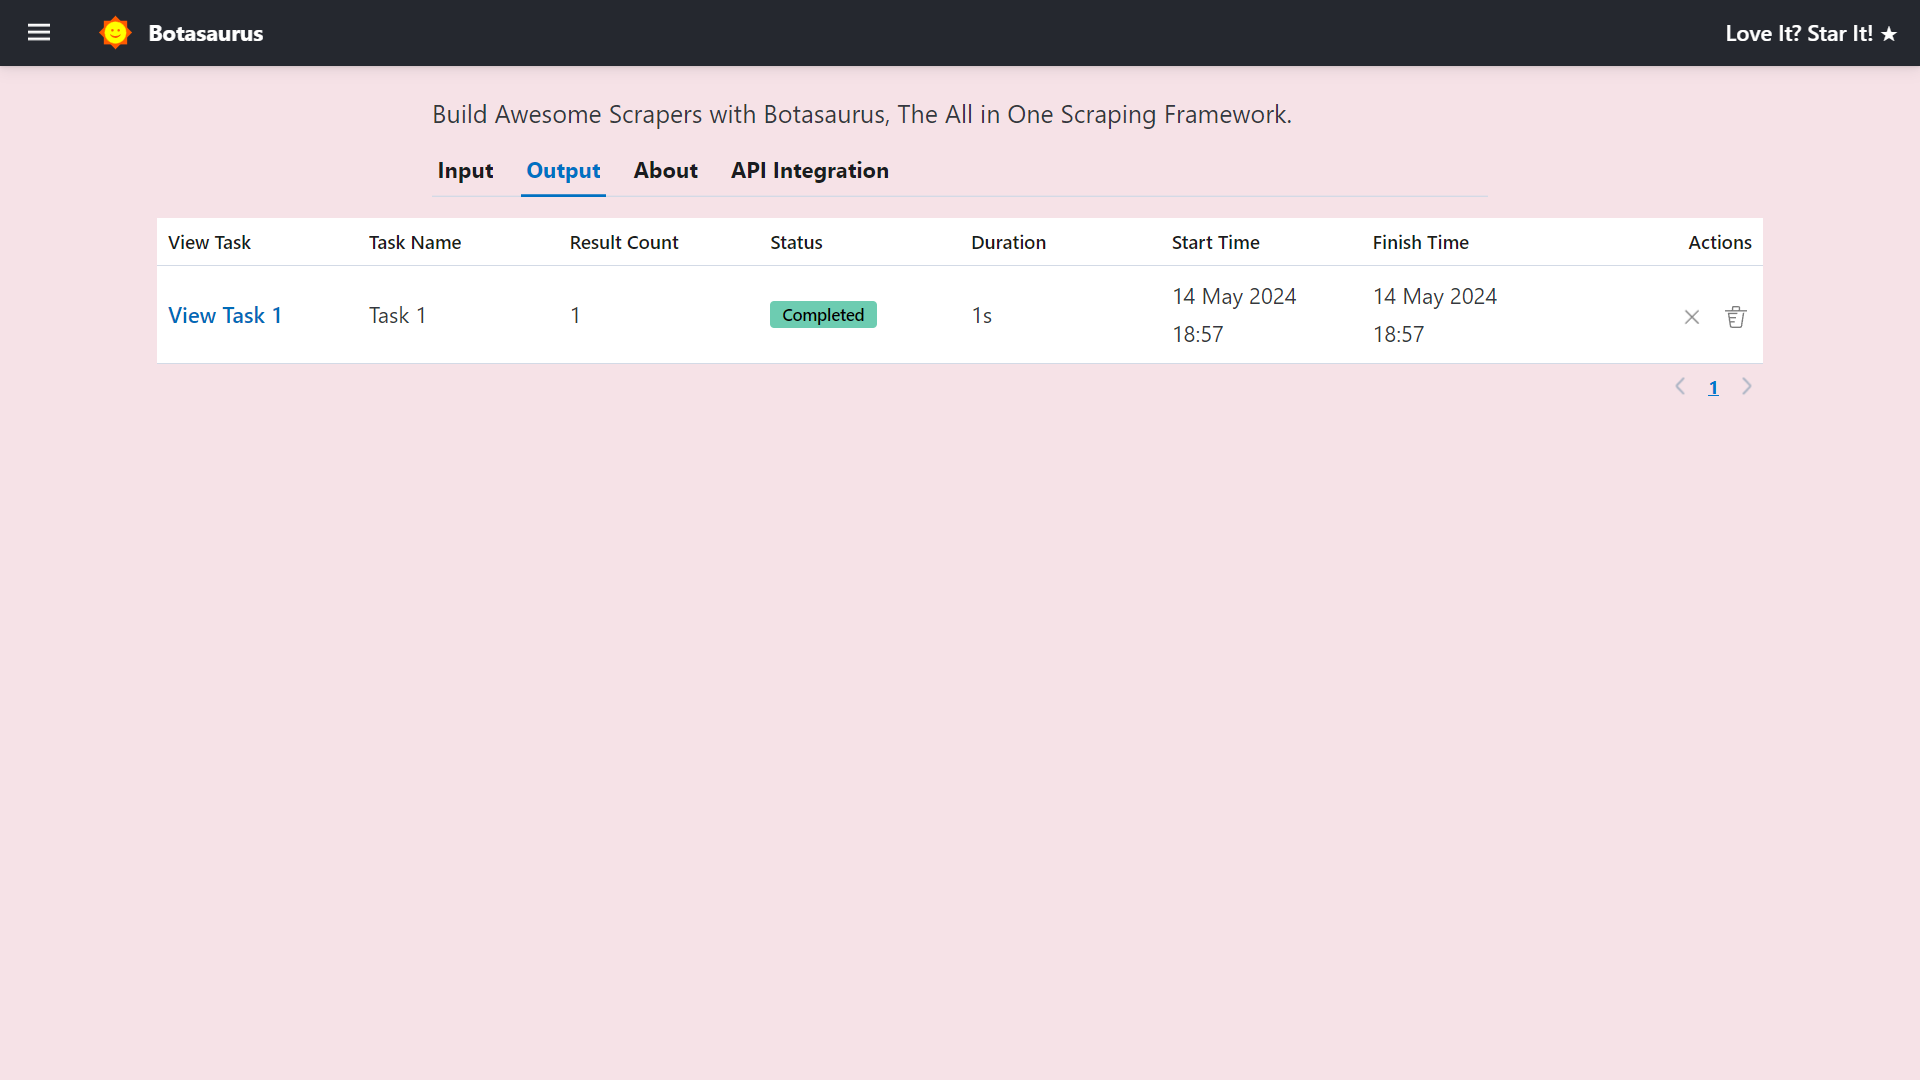 Botasaurus
Love It? Star It! ★
Build Awesome Scrapers with Botasaurus, The All in One Scraping Framework.
Input Output About API Integration
View Task Task Name Result Count Status Duration Start Time Finish Time Actions
View Task 1 Task 1 1 Completed 1s 14 May 2024 18:57 14 May 2024 18:57
1